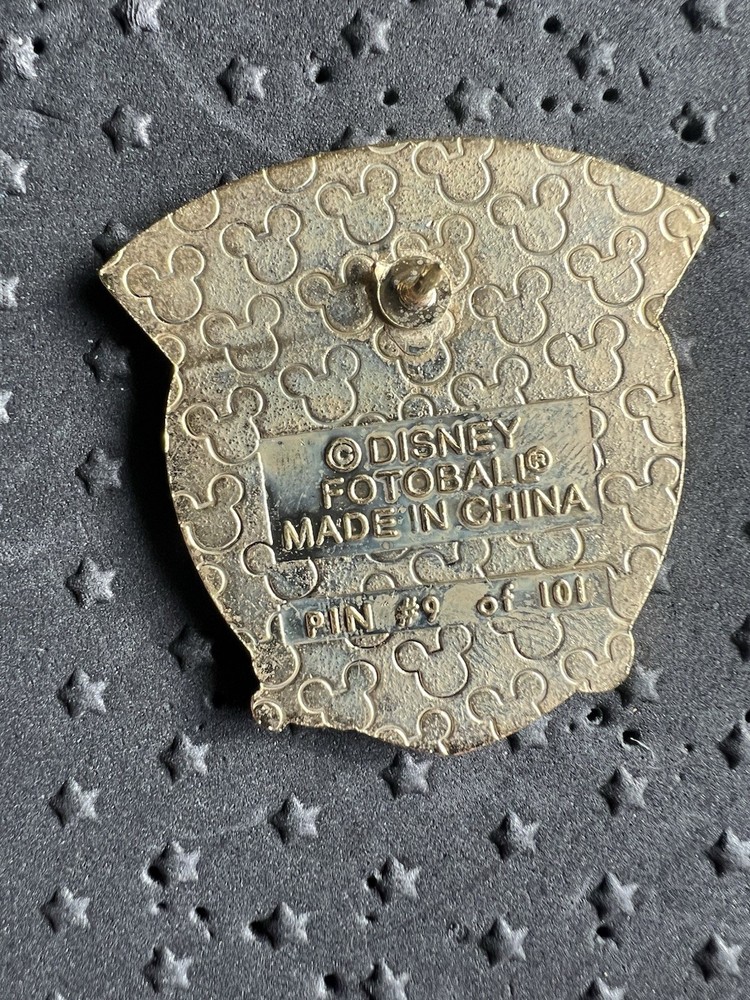 ©DISNEY
FOTOBALL®
MADE IN CHINA
PIN #9 of 101